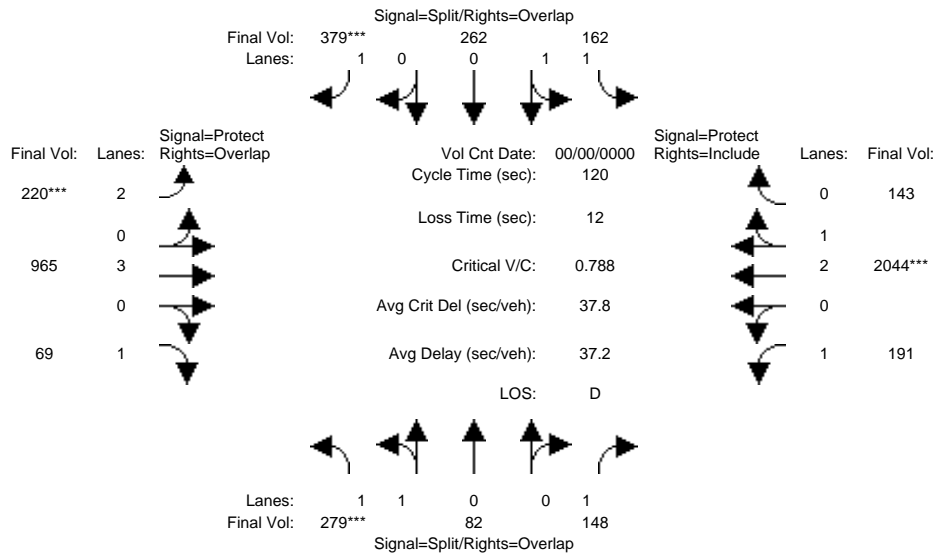 Signal=Split/Rights=Overlap
Final Vol: 379*** 262 162
Lanes: 1 0 0 1 1
Signal=Protect Signal=Protect
Final Vol: Lanes: Rights=Overlap Vol Cnt Date: 00/00/0000 Rights=Include Lanes: Final Vol:
Cycle Time (sec): 120
220*** 2 0 143
Loss Time (sec): 12
0 1
965 3 Critical V/C: 0.788 2 2044***
0 Avg Crit Del (sec/veh): 37.8 0
69 1 Avg Delay (sec/veh): 37.2 1 191
LOS: D
Lanes: 1 1 0 0 1
Final Vol: 279*** 82 148
Signal=Split/Rights=Overlap